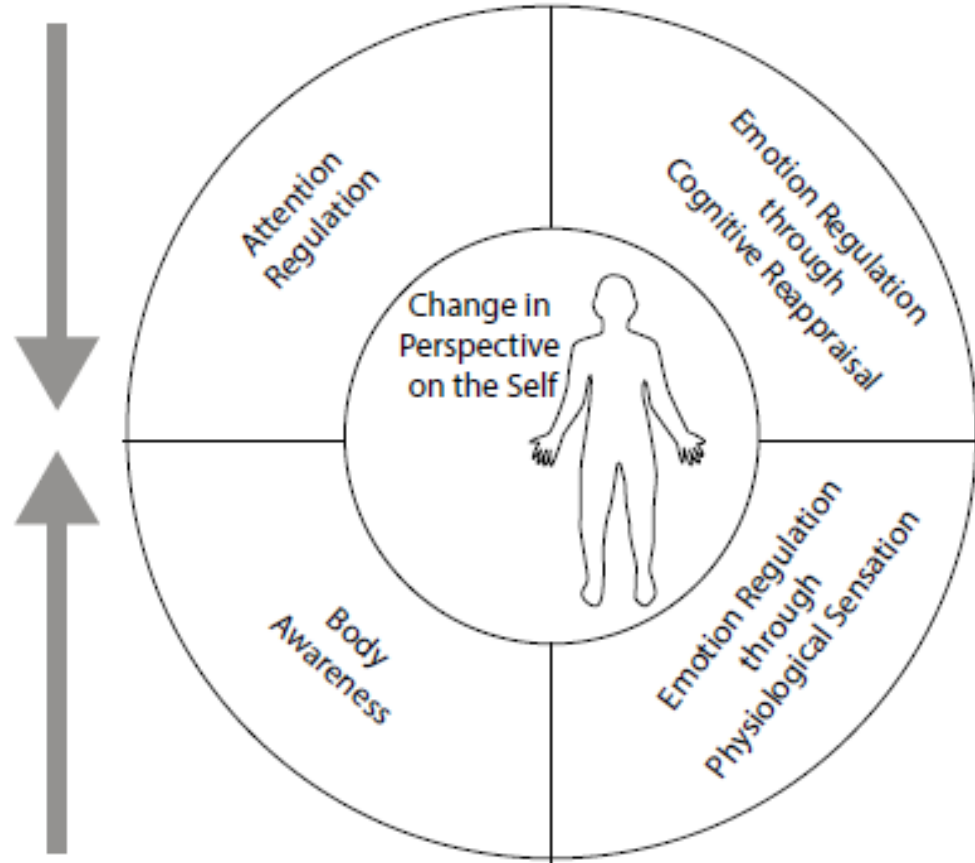 Attention
Regulation
Emotion Regulation
through
Cognitive Reappraisal
Change in
Perspective
on the Self
Body
Awareness
Emotion Regulation
through
Physiological Sensation